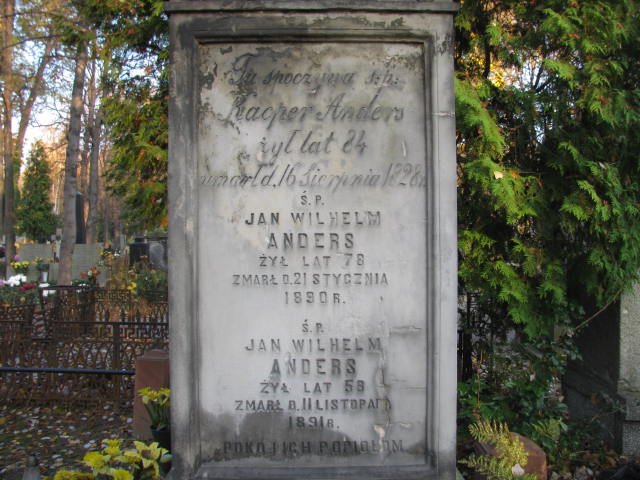 Tu spoczywa ś.p.
Kacper Anders
żył lat 84
umarł d. 16 Sierpnia 1828 r.
Ś. P.
JAN WILHELM
ANDERS
ŻYŁ LAT 78
ZMARŁ D. 21 STYCZNIA
1890 R.
Ś. P.
JAN WILHELM
ANDERS
ŻYŁ LAT 59
ZMARŁ D. 11 LISTOPADA
1891 R.
POKÓJ ICH POPIOŁOM